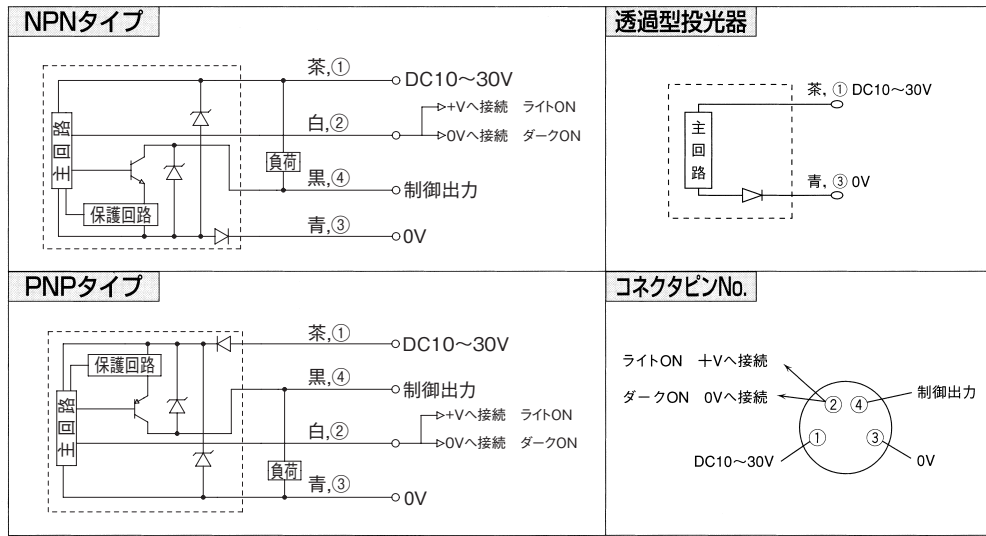 NPNタイプ
茶,①
DC10〜30V
+Vへ接続 ライトON
白,②
0Vへ接続 ダークON
主回路
負荷
黒,④
制御出力
保護回路
青,③
0V
透過型投光器
茶, ① DC10〜30V
主回路
青, ③ 0V
PNPタイプ
茶,①
DC10〜30V
保護回路
黒,④
制御出力
+Vへ接続 ライトON
白,②
0Vへ接続 ダークON
主回路
負荷
青,③
0V
コネクタピンNo.
ライトON +Vへ接続
ダークON 0Vへ接続
② ④
制御出力
① ③
DC10〜30V
0V